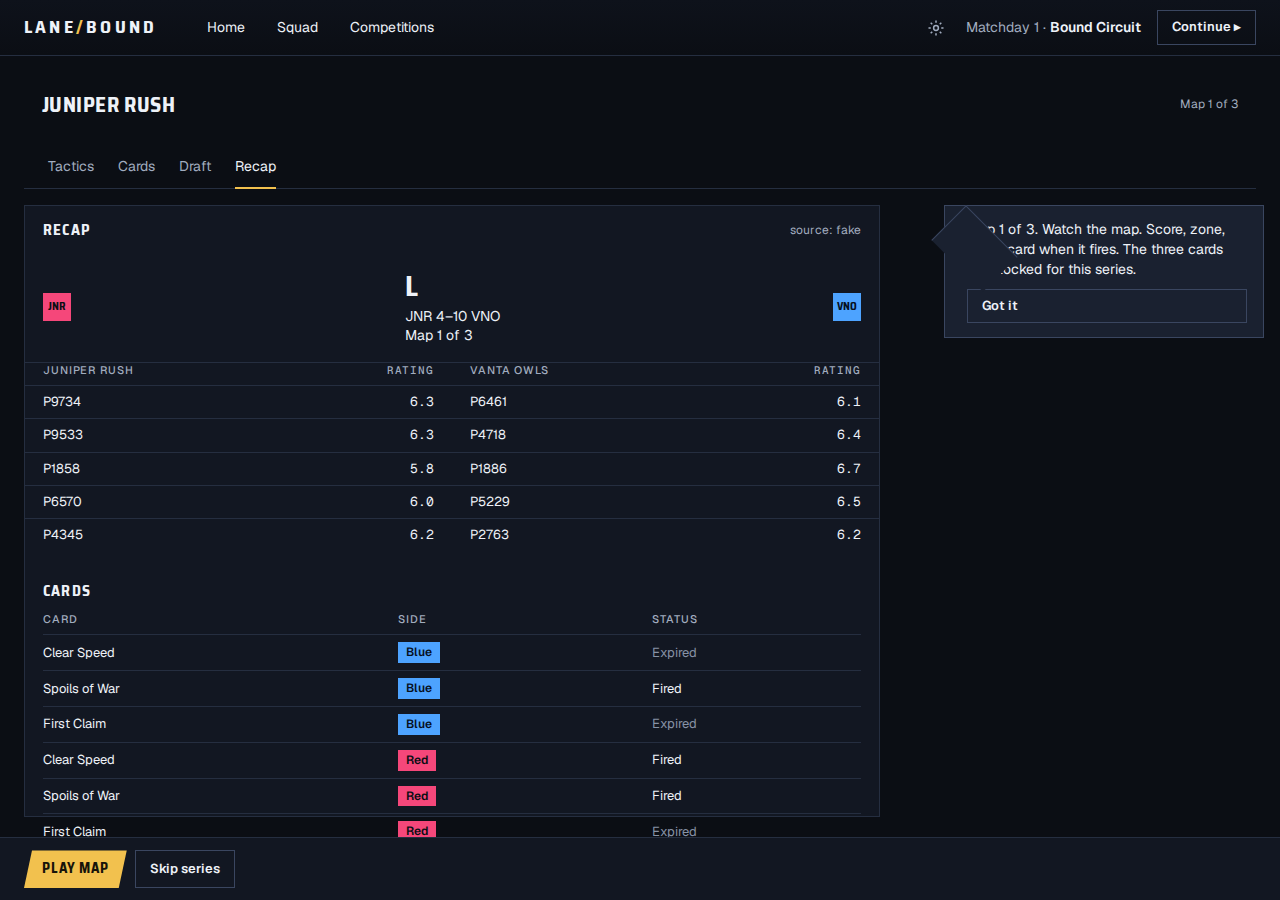 LANE/BOUND
Home Squad Competitions
Matchday 1 · Bound Circuit
Continue ▸
JUNIPER RUSH
Map 1 of 3
Tactics Cards Draft Recap
RECAP
source: fake
L
JNR
JNR 4–10 VNO
VNO
Map 1 of 3
JUNIPER RUSH RATING VANTA OWLS RATING
P9734 6.3 P6461 6.1
P9533 6.3 P4718 6.4
P1858 5.8 P1886 6.7
P6570 6.0 P5229 6.5
P4345 6.2 P2763 6.2
CARDS
CARD SIDE STATUS
Clear Speed Blue Expired
Spoils of War Blue Fired
First Claim Blue Expired
Clear Speed Red Fired
Spoils of War Red Fired
First Claim Red Expired
1 of 3. Watch the map. Score, zone,
card when it fires. The three cards
for this series.
Got it
PLAY MAP
Skip series